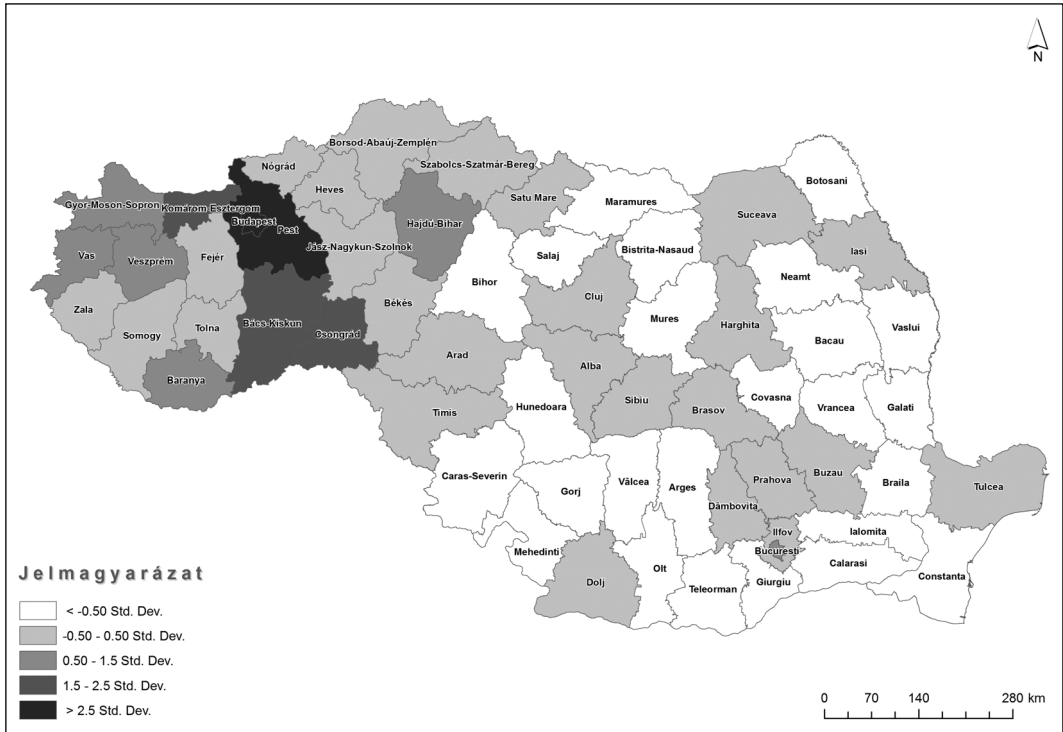 N
Borsod-Abaúj-Zemplén
Szabolcs-Szatmár-Bereg
Nógrád
Heves
Botosani
Satu Mare
Maramures
Suceava
Gyor-Moson-Sopron
Komárom-Esztergom
Budapest
Pest
Hajdú-Bihar
Jász-Nagykun-Szolnok
Salaj
Bistrita-Nasaud
Iasi
Vas
Veszprém
Fejér
Bihor
Neamt
Cluj
Zala
Somogy
Tolna
Bács-Kiskun
Csongrád
Békés
Mures
Harghita
Vaslui
Bacau
Baranya
Arad
Alba
Timis
Hunedoara
Sibiu
Brasov
Covasna
Vrancea
Galati
Caras-Severin
Gorj
Vâlcea
Arges
Dâmbovița
Prahova
Buzau
Braila
Tulcea
Mehedinti
Dolj
Olt
Teleorman
Ilfov
Bucuresti
Giurgiu
Ialomita
Calarasi
Constanta
Jelmagyarázat
< -0.50 Std. Dev.
-0.50 - 0.50 Std. Dev.
0.50 - 1.5 Std. Dev.
1.5 - 2.5 Std. Dev.
> 2.5 Std. Dev.
0 70 140 280 km